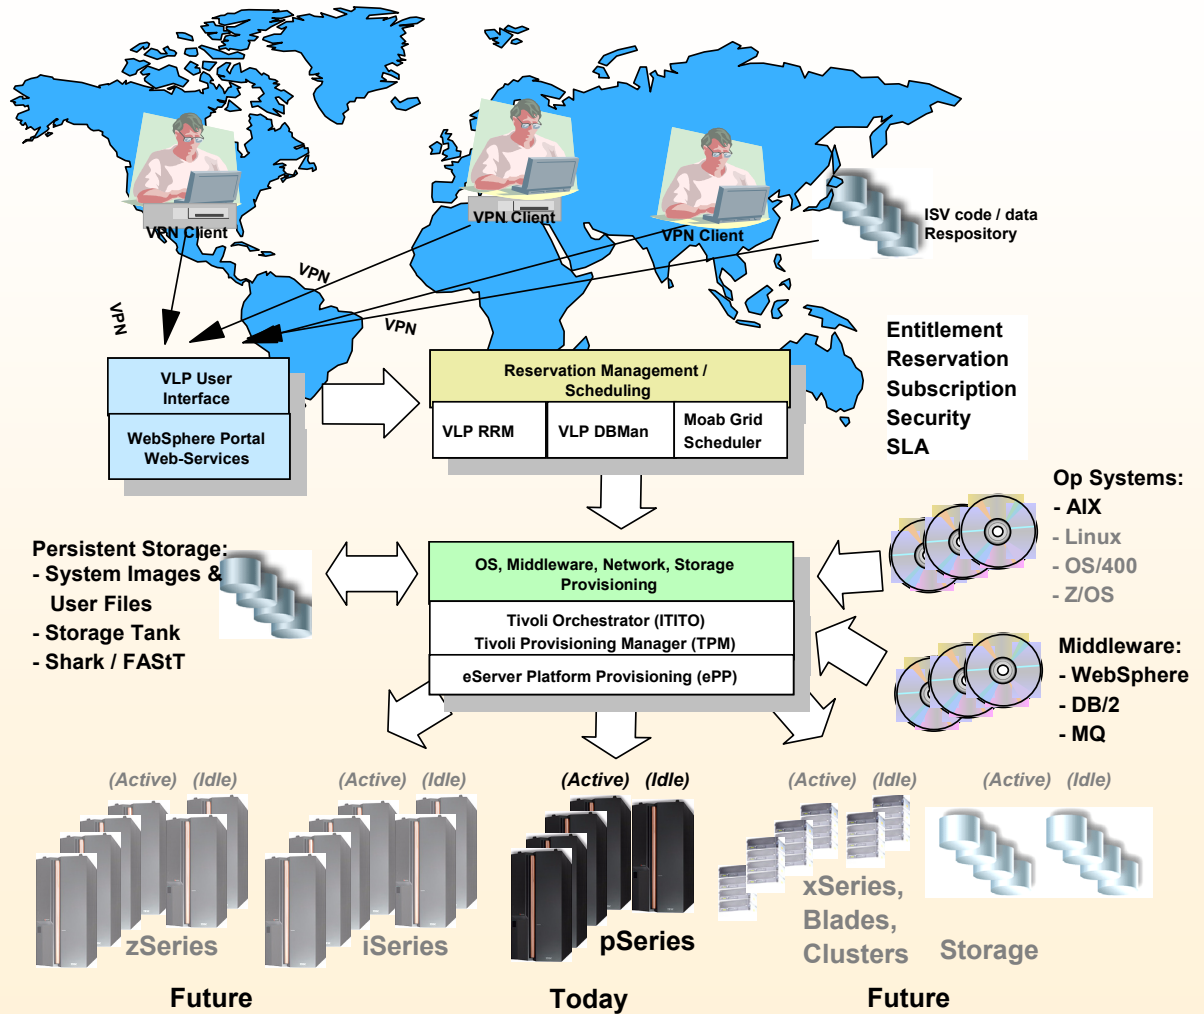 VPN Client
VPN Client
VPN Client
ISV code / data
Respository
VPN
VPN
VPN
Entitlement
Reservation
Subscription
Security
SLA
VLP User
Interface
WebSphere Portal
Web-Services
Reservation Management /
Scheduling
VLP RRM
VLP DBMan
Moab Grid
Scheduler
Op Systems:
- AIX
- Linux
- OS/400
- Z/OS
Persistent Storage:
- System Images &
User Files
- Storage Tank
- Shark / FAStT
OS, Middleware, Network, Storage
Provisioning
Tivoli Orchestrator (ITITO)
Tivoli Provisioning Manager (TPM)
eServer Platform Provisioning (ePP)
Middleware:
- WebSphere
- DB/2
- MQ
(Active) (Idle)
(Active) (Idle)
(Active) (Idle)
(Active) (Idle)
(Active) (Idle)
zSeries
iSeries
pSeries
xSeries,
Blades,
Clusters
Storage
Future
Today
Future